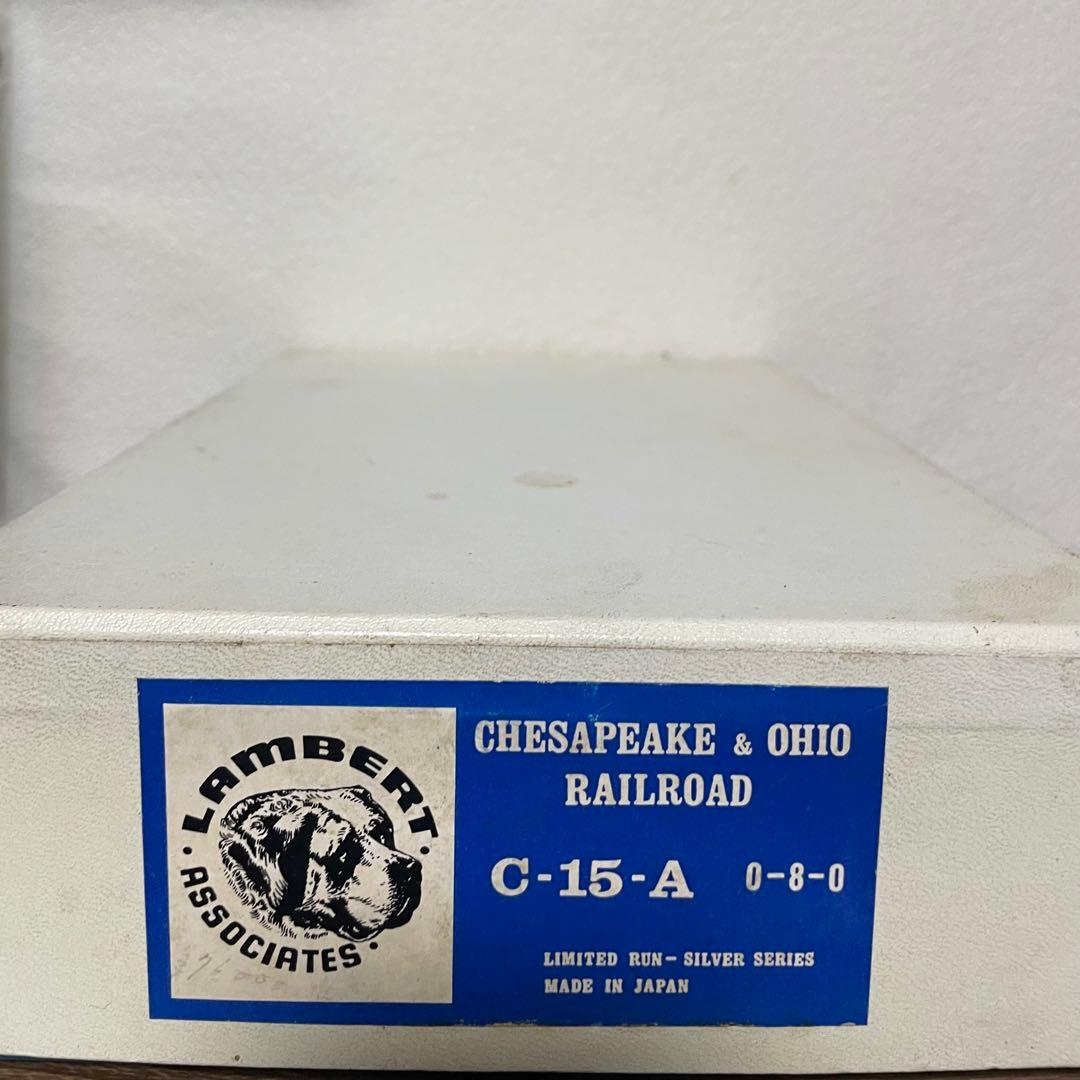 LAMBERT
ASSOCIATES
CHESAPEAKE & OHIO
RAILROAD
C-15-A 0-8-0
LIMITED RUN- SILVER SERIES
MADE IN JAPAN